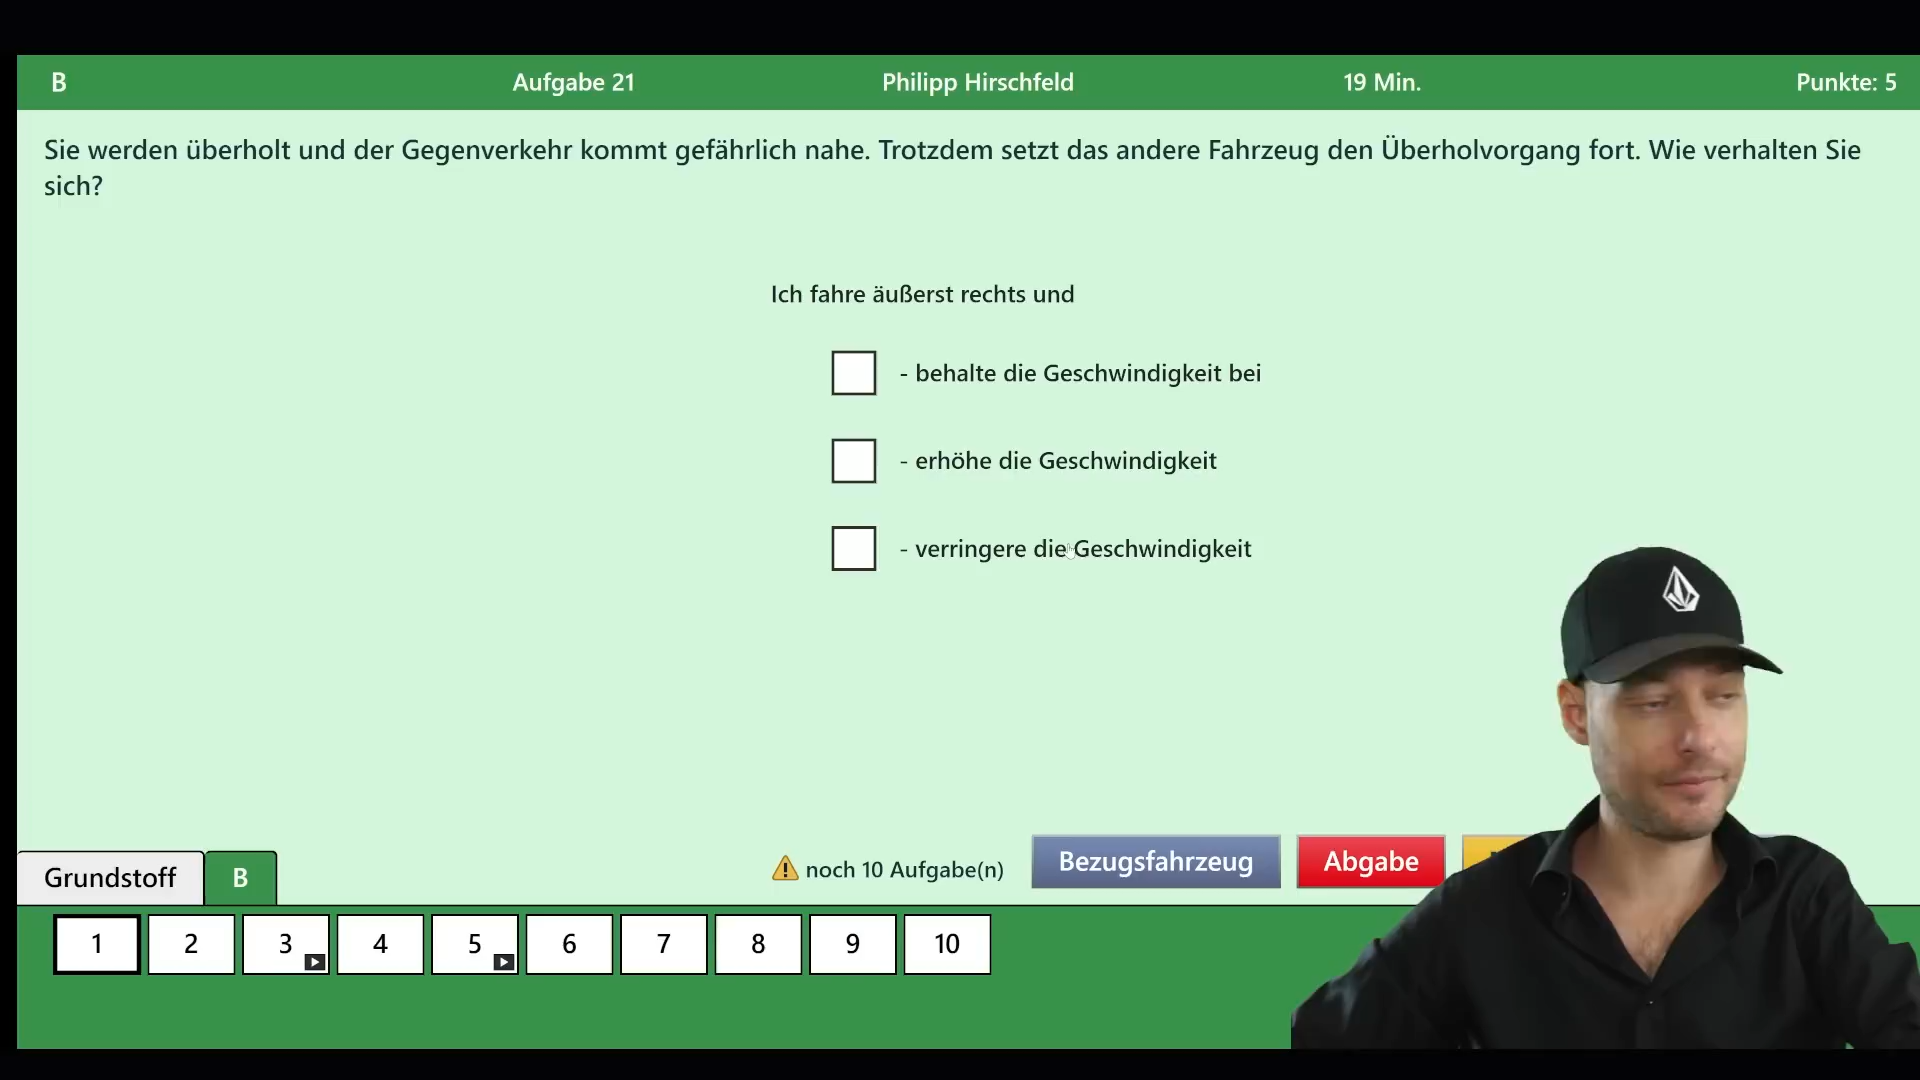 B Aufgabe 21 Philipp Hirschfeld 19 Min. Punkte: 5
Sie werden überholt und der Gegenverkehr kommt gefährlich nahe. Trotzdem setzt das andere Fahrzeug den Überholvorgang fort. Wie verhalten Sie
sich?
Ich fahre äußerst rechts und
- behalte die Geschwindigkeit bei
- erhöhe die Geschwindigkeit
- verringere die Geschwindigkeit
Grundstoff B noch 10 Aufgabe(n) Bezugsfahrzeug Abgabe
1 2 3 4 5 6 7 8 9 10